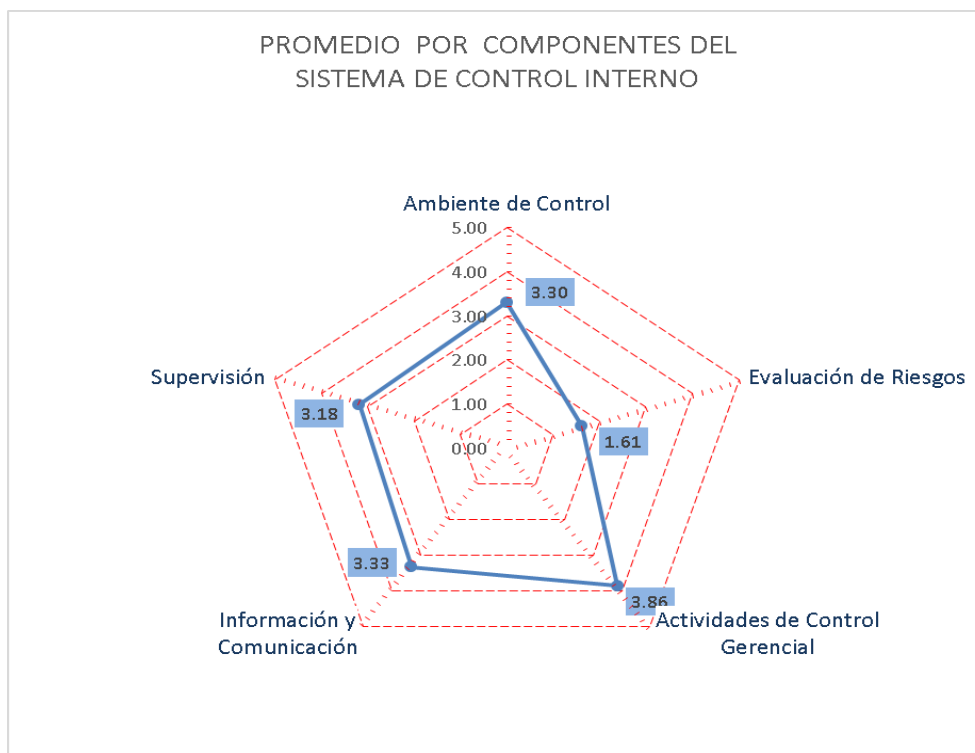 PROMEDIO POR COMPONENTES DEL
SISTEMA DE CONTROL INTERNO
Ambiente de Control
5.00
4.00
3.30
3.00
2.00
1.00
0.00
Supervisión
3.18
Evaluación de Riesgos
1.61
3.33
3.86
Información y
Comunicación
Actividades de Control
Gerencial